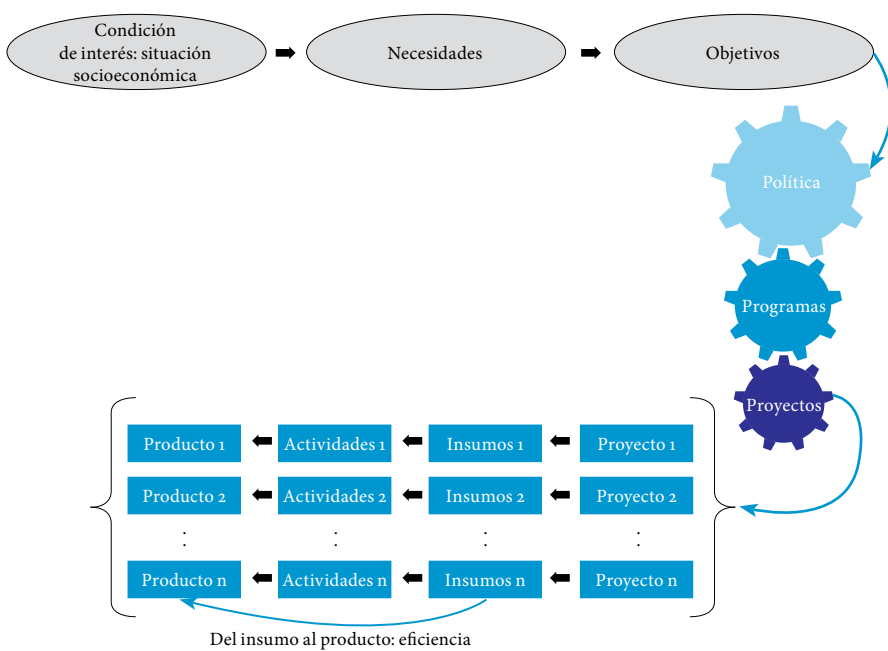 Condición
de interés: situación
socioeconómica
Necesidades
Objetivos
Política
Programas
Proyectos
Producto 1
Actividades 1
Insumos 1
Proyecto 1
Producto 2
Actividades 2
Insumos 2
Proyecto 2
: : : :
Producto n
Actividades n
Insumos n
Proyecto n
Del insumo al producto: eficiencia